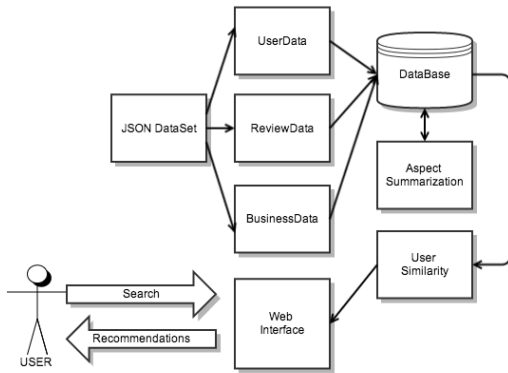 UserData
DataBase
JSON DataSet
ReviewData
Aspect
Summarization
BusinessData
User
Similarity
Search
Web
Interface
Recommendations
USER